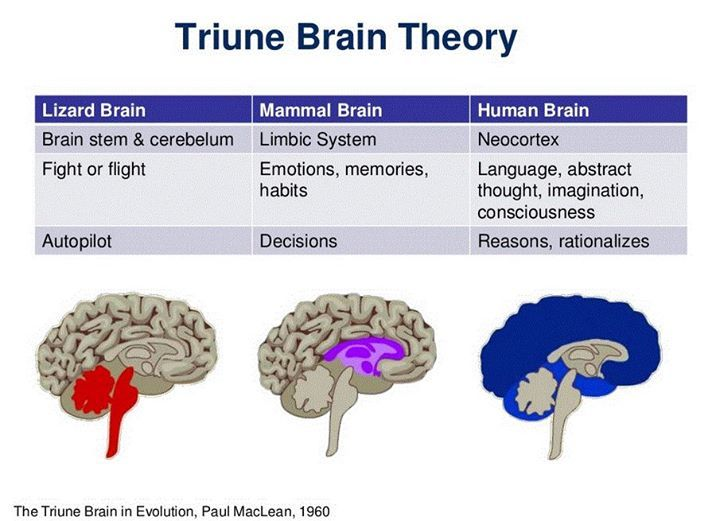 Triune Brain Theory
Lizard Brain Mammal Brain Human Brain
Brain stem & cerebelum Limbic System Neocortex
Fight or flight Emotions, memories, Language, abstract
habits thought, imagination,
consciousness
Autopilot Decisions Reasons, rationalizes
The Triune Brain in Evolution, Paul MacLean, 1960